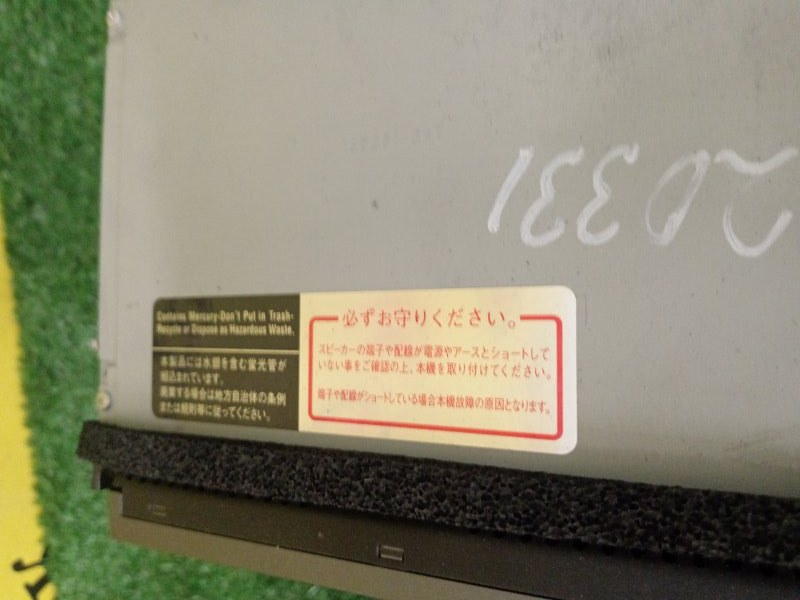 20331
Contains Mercury-Don't Put in Trash-
Recycle or Dispose as Hazardous Waste.
本製品には水銀を含む蛍光管が
組込まれています。
廃棄する場合は地方自治体の条例
または規則等に従ってください。
必ずお守りください。
スピーカーの端子や配線が電源やアースとショートして
いない事をご確認の上、本機を取り付けてください。
端子や配線がショートしている場合本機故障の原因となります。